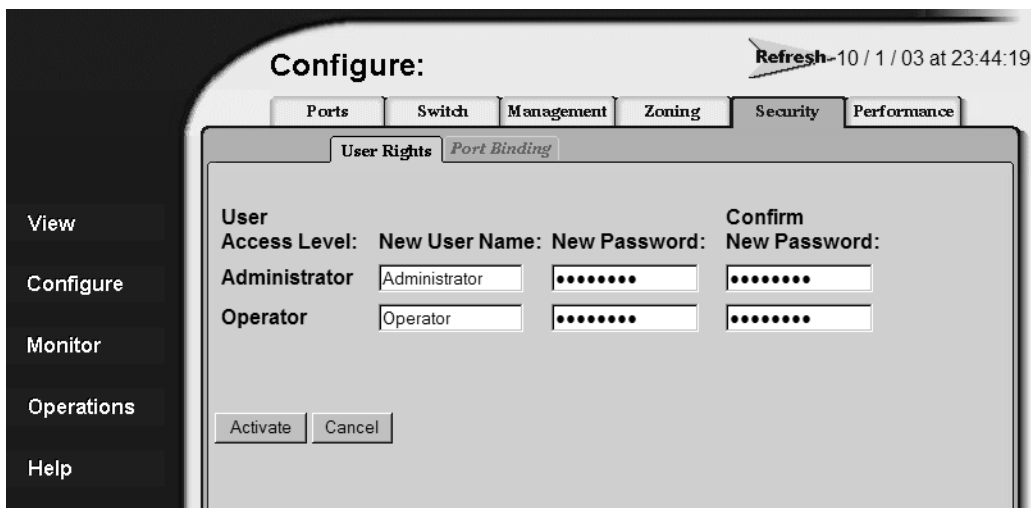 Configure:
Refresh 10 / 1 / 03 at 23:44:19
Ports Switch Management Zoning Security Performance
User Rights Port Binding
View
Configure
Monitor
Operations
Help
User Access Level: New User Name: New Password: Confirm New Password:
Administrator Administrator ●●●●●●●● ●●●●●●●●
Operator Operator ●●●●●●●● ●●●●●●●●
Activate Cancel